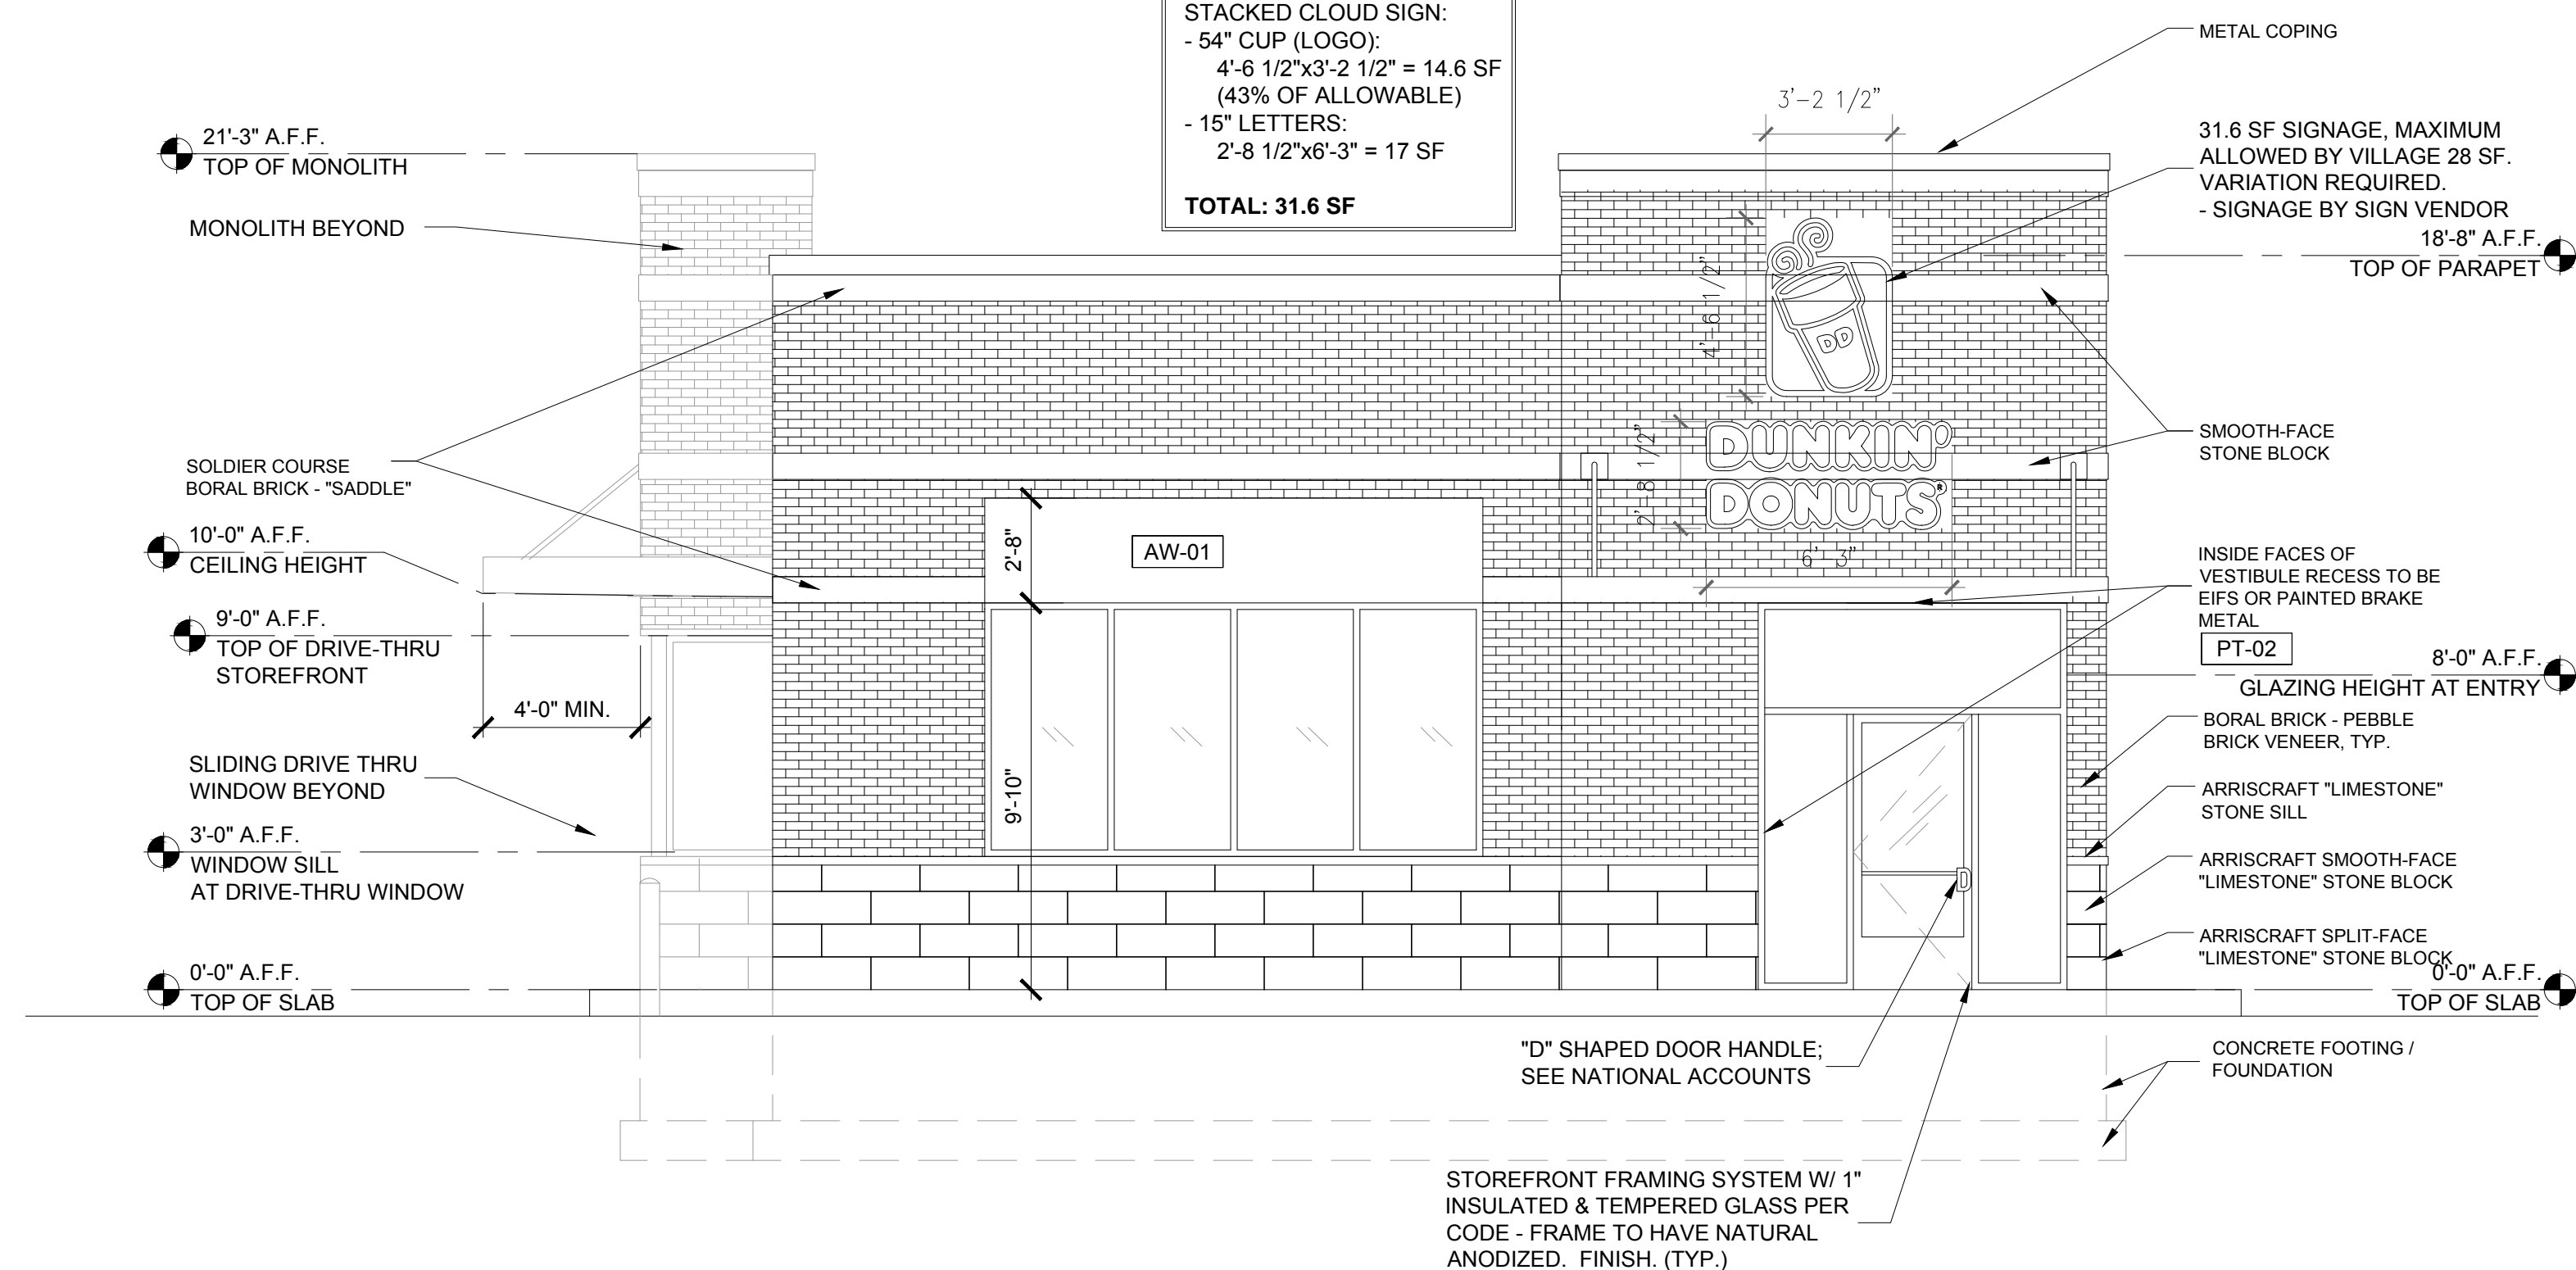 STACKED CLOUD SIGN:
- 54" CUP (LOGO):
4'-6 1/2"x3'-2 1/2" = 14.6 SF
(43% OF ALLOWABLE)
- 15" LETTERS:
2'-8 1/2"x6'-3" = 17 SF
TOTAL: 31.6 SF
METAL COPING
3'-2 1/2"
31.6 SF SIGNAGE, MAXIMUM
ALLOWED BY VILLAGE 28 SF.
VARIATION REQUIRED.
- SIGNAGE BY SIGN VENDOR
18'-8" A.F.F.
TOP OF PARAPET
21'-3" A.F.F.
TOP OF MONOLITH
MONOLITH BEYOND
4'-6 1/2"
DD
SMOOTH-FACE
STONE BLOCK
DUNKIN'
DONUTS®
2'-8 1/2"
6'-3"
SOLDIER COURSE
BORAL BRICK - "SADDLE"
10'-0" A.F.F.
CEILING HEIGHT
2'-8"
AW-01
INSIDE FACES OF
VESTIBULE RECESS TO BE
EIFS OR PAINTED BRAKE
METAL
PT-02
9'-0" A.F.F.
TOP OF DRIVE-THRU
STOREFRONT
8'-0" A.F.F.
GLAZING HEIGHT AT ENTRY
4'-0" MIN.
BORAL BRICK - PEBBLE
BRICK VENEER, TYP.
SLIDING DRIVE THRU
WINDOW BEYOND
9'-10"
ARRISCRAFT "LIMESTONE"
STONE SILL
3'-0" A.F.F.
WINDOW SILL
AT DRIVE-THRU WINDOW
ARRISCRAFT SMOOTH-FACE
"LIMESTONE" STONE BLOCK
D
ARRISCRAFT SPLIT-FACE
"LIMESTONE" STONE BLOCK
0'-0" A.F.F.
TOP OF SLAB
0'-0" A.F.F.
TOP OF SLAB
"D" SHAPED DOOR HANDLE;
SEE NATIONAL ACCOUNTS
CONCRETE FOOTING /
FOUNDATION
STOREFRONT FRAMING SYSTEM W/ 1"
INSULATED & TEMPERED GLASS PER
CODE - FRAME TO HAVE NATURAL
ANODIZED.  FINISH. (TYP.)